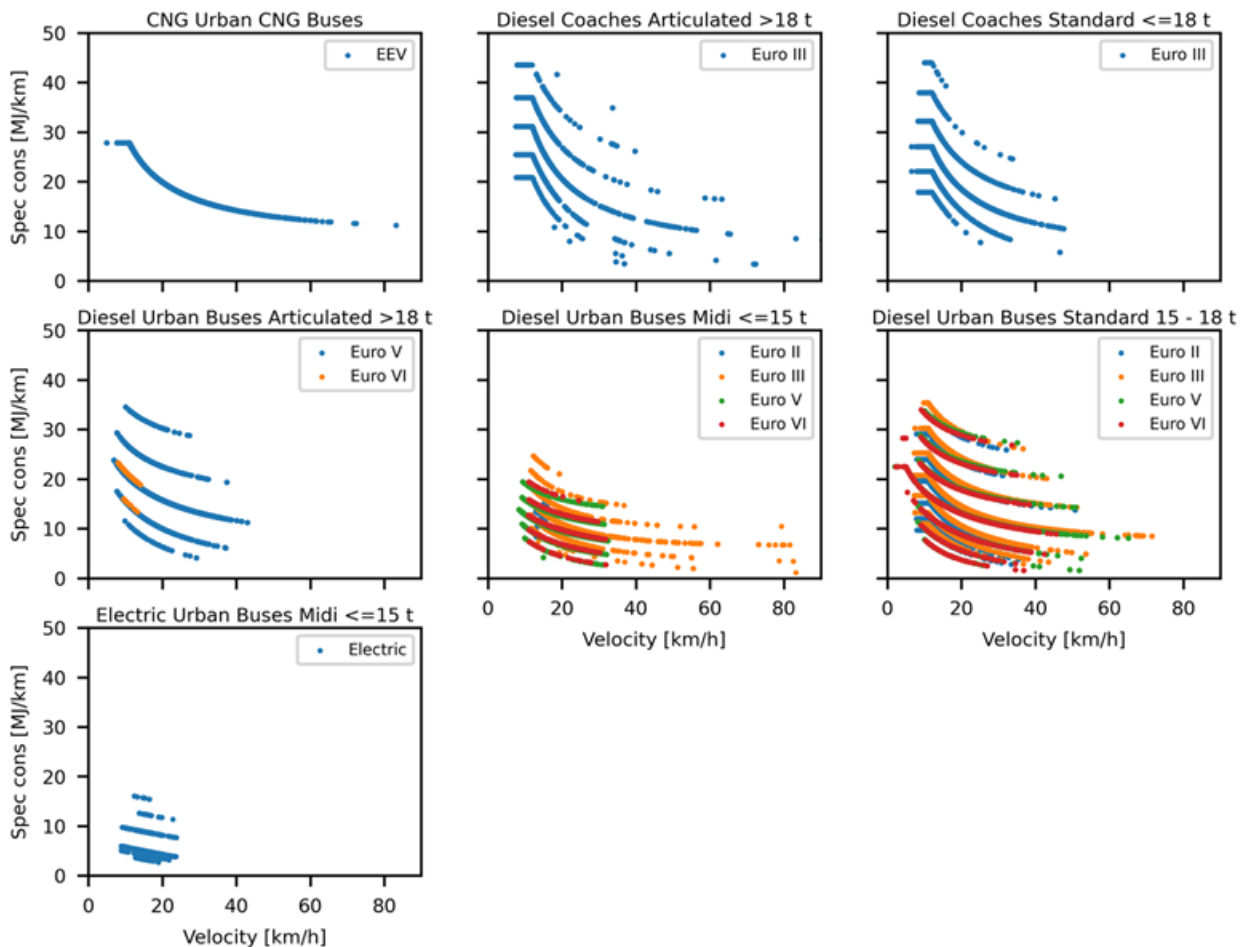 CNG Urban CNG Buses
50
40
30
20
10
0
Spec cons [MJ/km]
EEV
Diesel Coaches Articulated >18 t
Euro III
Diesel Coaches Standard <=18 t
Euro III
Diesel Urban Buses Articulated >18 t
50
40
30
20
10
0
Spec cons [MJ/km]
Euro V
Euro VI
Diesel Urban Buses Midi <=15 t
Euro II
Euro III
Euro V
Euro VI
0 20 40 60 80
Velocity [km/h]
Diesel Urban Buses Standard 15 - 18 t
Euro II
Euro III
Euro V
Euro VI
0 20 40 60 80
Velocity [km/h]
Electric Urban Buses Midi <=15 t
50
40
30
20
10
0
Spec cons [MJ/km]
Electric
0 20 40 60 80
Velocity [km/h]